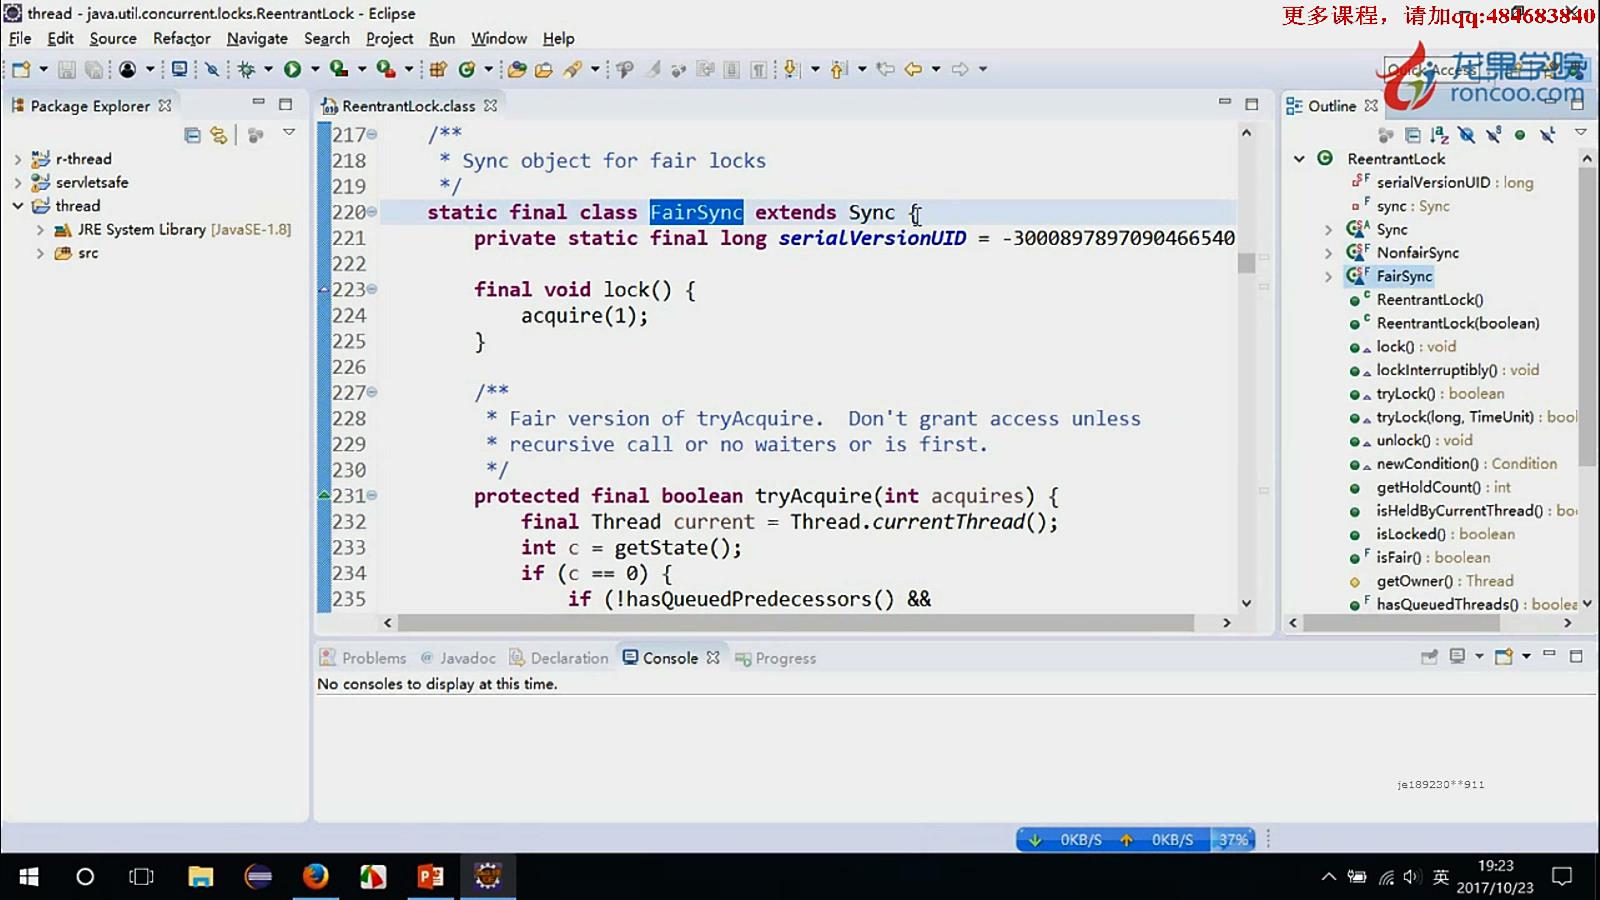 thread - java.util.concurrent.locks.ReentrantLock - Eclipse
更多课程，请加qq:484683840
File Edit Source Refactor Navigate Search Project Run Window Help
Quick Access
龙果学院
roncoo.com
Package Explorer
r-thread
servletsafe
thread
JRE System Library [JavaSE-1.8]
src
ReentrantLock.class
217 /**
218 * Sync object for fair locks
219 */
220 static final class FairSync extends Sync {
221 private static final long serialVersionUID = -3000897897090466540
222
223 final void lock() {
224 acquire(1);
225 }
226
227 /**
228 * Fair version of tryAcquire.  Don't grant access unless
229 * recursive call or no waiters or is first.
230 */
231 protected final boolean tryAcquire(int acquires) {
232 final Thread current = Thread.currentThread();
233 int c = getState();
234 if (c == 0) {
235 if (!hasQueuedPredecessors() &&
Outline
ReentrantLock
serialVersionUID : long
sync : Sync
Sync
NonfairSync
FairSync
ReentrantLock()
ReentrantLock(boolean)
lock() : void
lockInterruptibly() : void
tryLock() : boolean
tryLock(long, TimeUnit) : bool
unlock() : void
newCondition() : Condition
getHoldCount() : int
isHeldByCurrentThread() : bo
isLocked() : boolean
isFair() : boolean
getOwner() : Thread
hasQueuedThreads() : boolea
Problems @ Javadoc Declaration Console Progress
No consoles to display at this time.
je189230**911
0KB/S 0KB/S 37%
英
19:23
2017/10/23